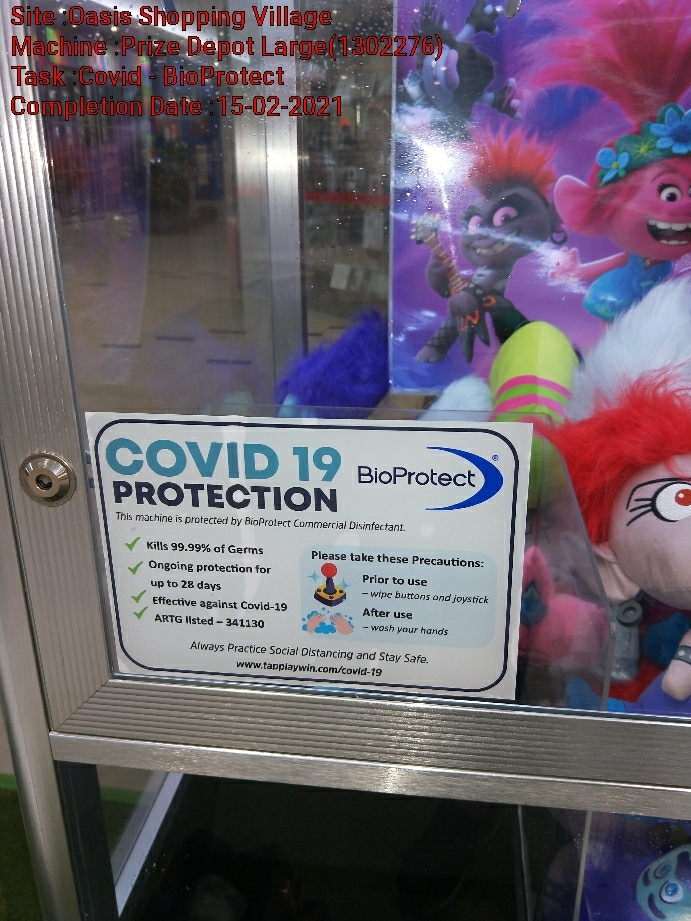 Site :Oasis Shopping Village
Machine :Prize Depot Large(1302276)
Task :Covid - BioProtect
Completion Date :15-02-2021
COVID 19
PROTECTION
BioProtect®
This machine is protected by BioProtect Commercial Disinfectant.
Kills 99.99% of Germs
Ongoing protection for
up to 28 days
Effective against Covid-19
ARTG listed – 341130
Please take these Precautions:
Prior to use
– wipe buttons and joystick
After use
– wash your hands
Always Practice Social Distancing and Stay Safe.
www.tapplaywin.com/covid-19